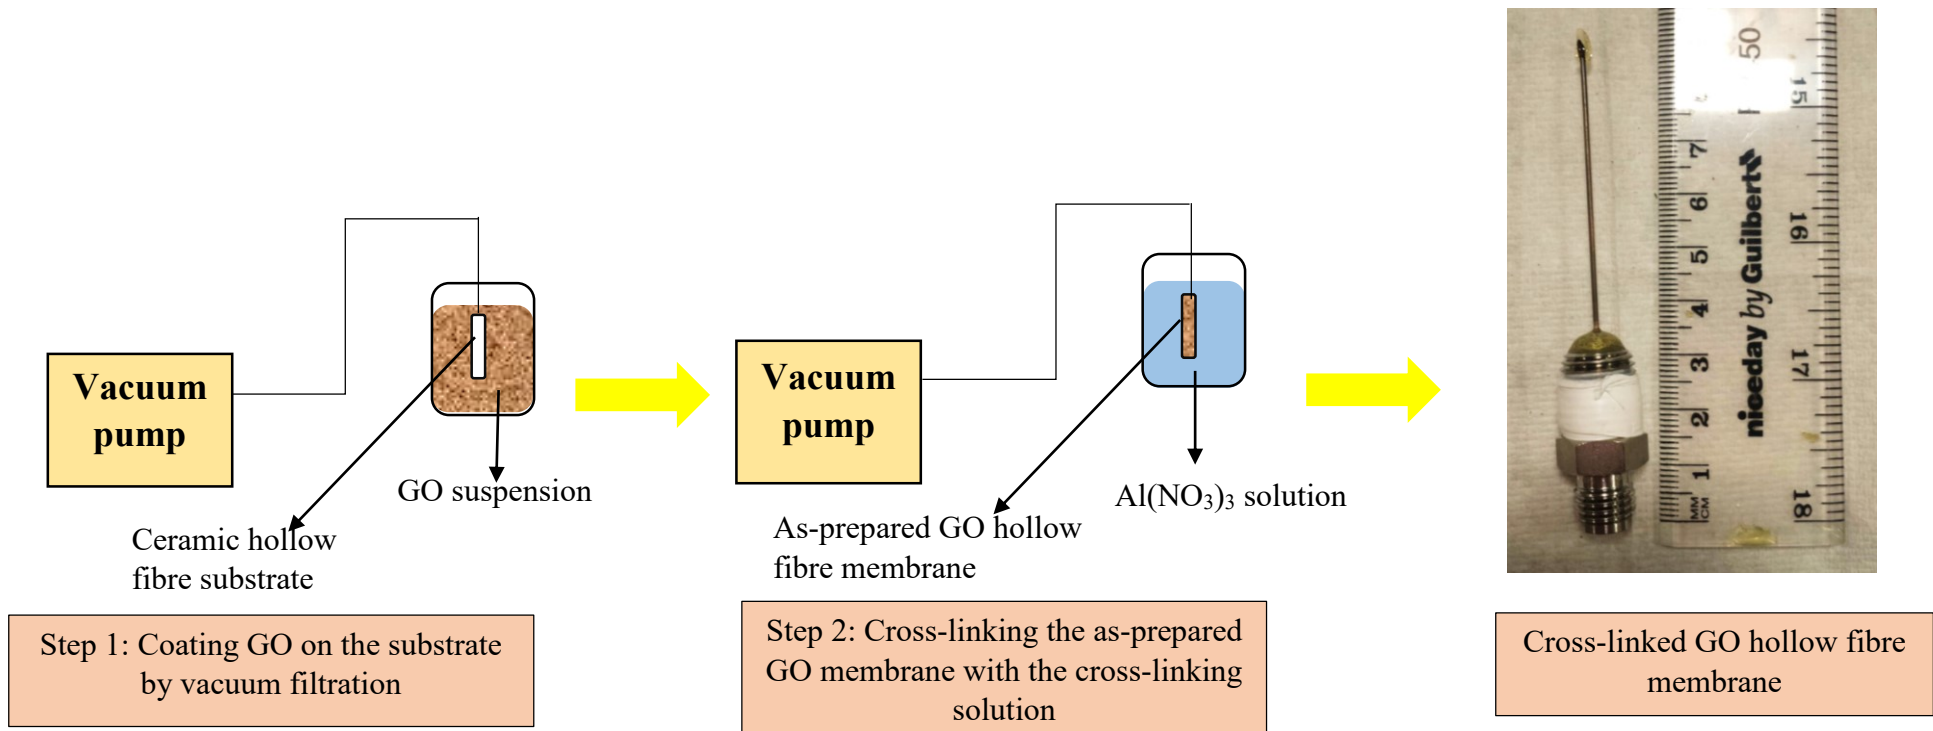 Vacuum
pump
GO suspension
Ceramic hollow
fibre substrate
Step 1: Coating GO on the substrate
by vacuum filtration
Vacuum
pump
Al(NO₃)₃ solution
As-prepared GO hollow
fibre membrane
Step 2: Cross-linking the as-prepared
GO membrane with the cross-linking
solution
50
15
16
17
18
niceday by Guilbert
7
6
5
4
3
2
1
MM
CM
Cross-linked GO hollow fibre
membrane